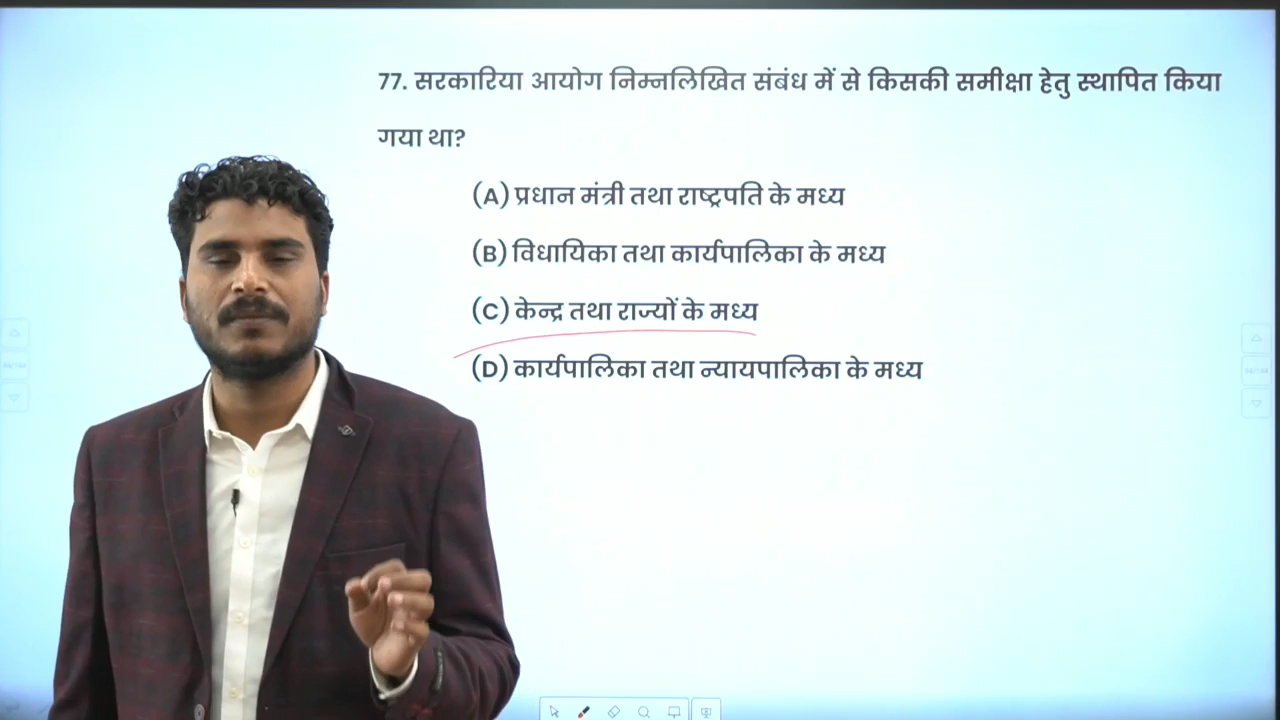 77. सरकारिया आयोग निम्नलिखित संबंध में से किसकी समीक्षा हेतु स्थापित किया
गया था?
(A) प्रधान मंत्री तथा राष्ट्रपति के मध्य
(B) विधायिका तथा कार्यपालिका के मध्य
(C) केन्द्र तथा राज्यों के मध्य
(D) कार्यपालिका तथा न्यायपालिका के मध्य